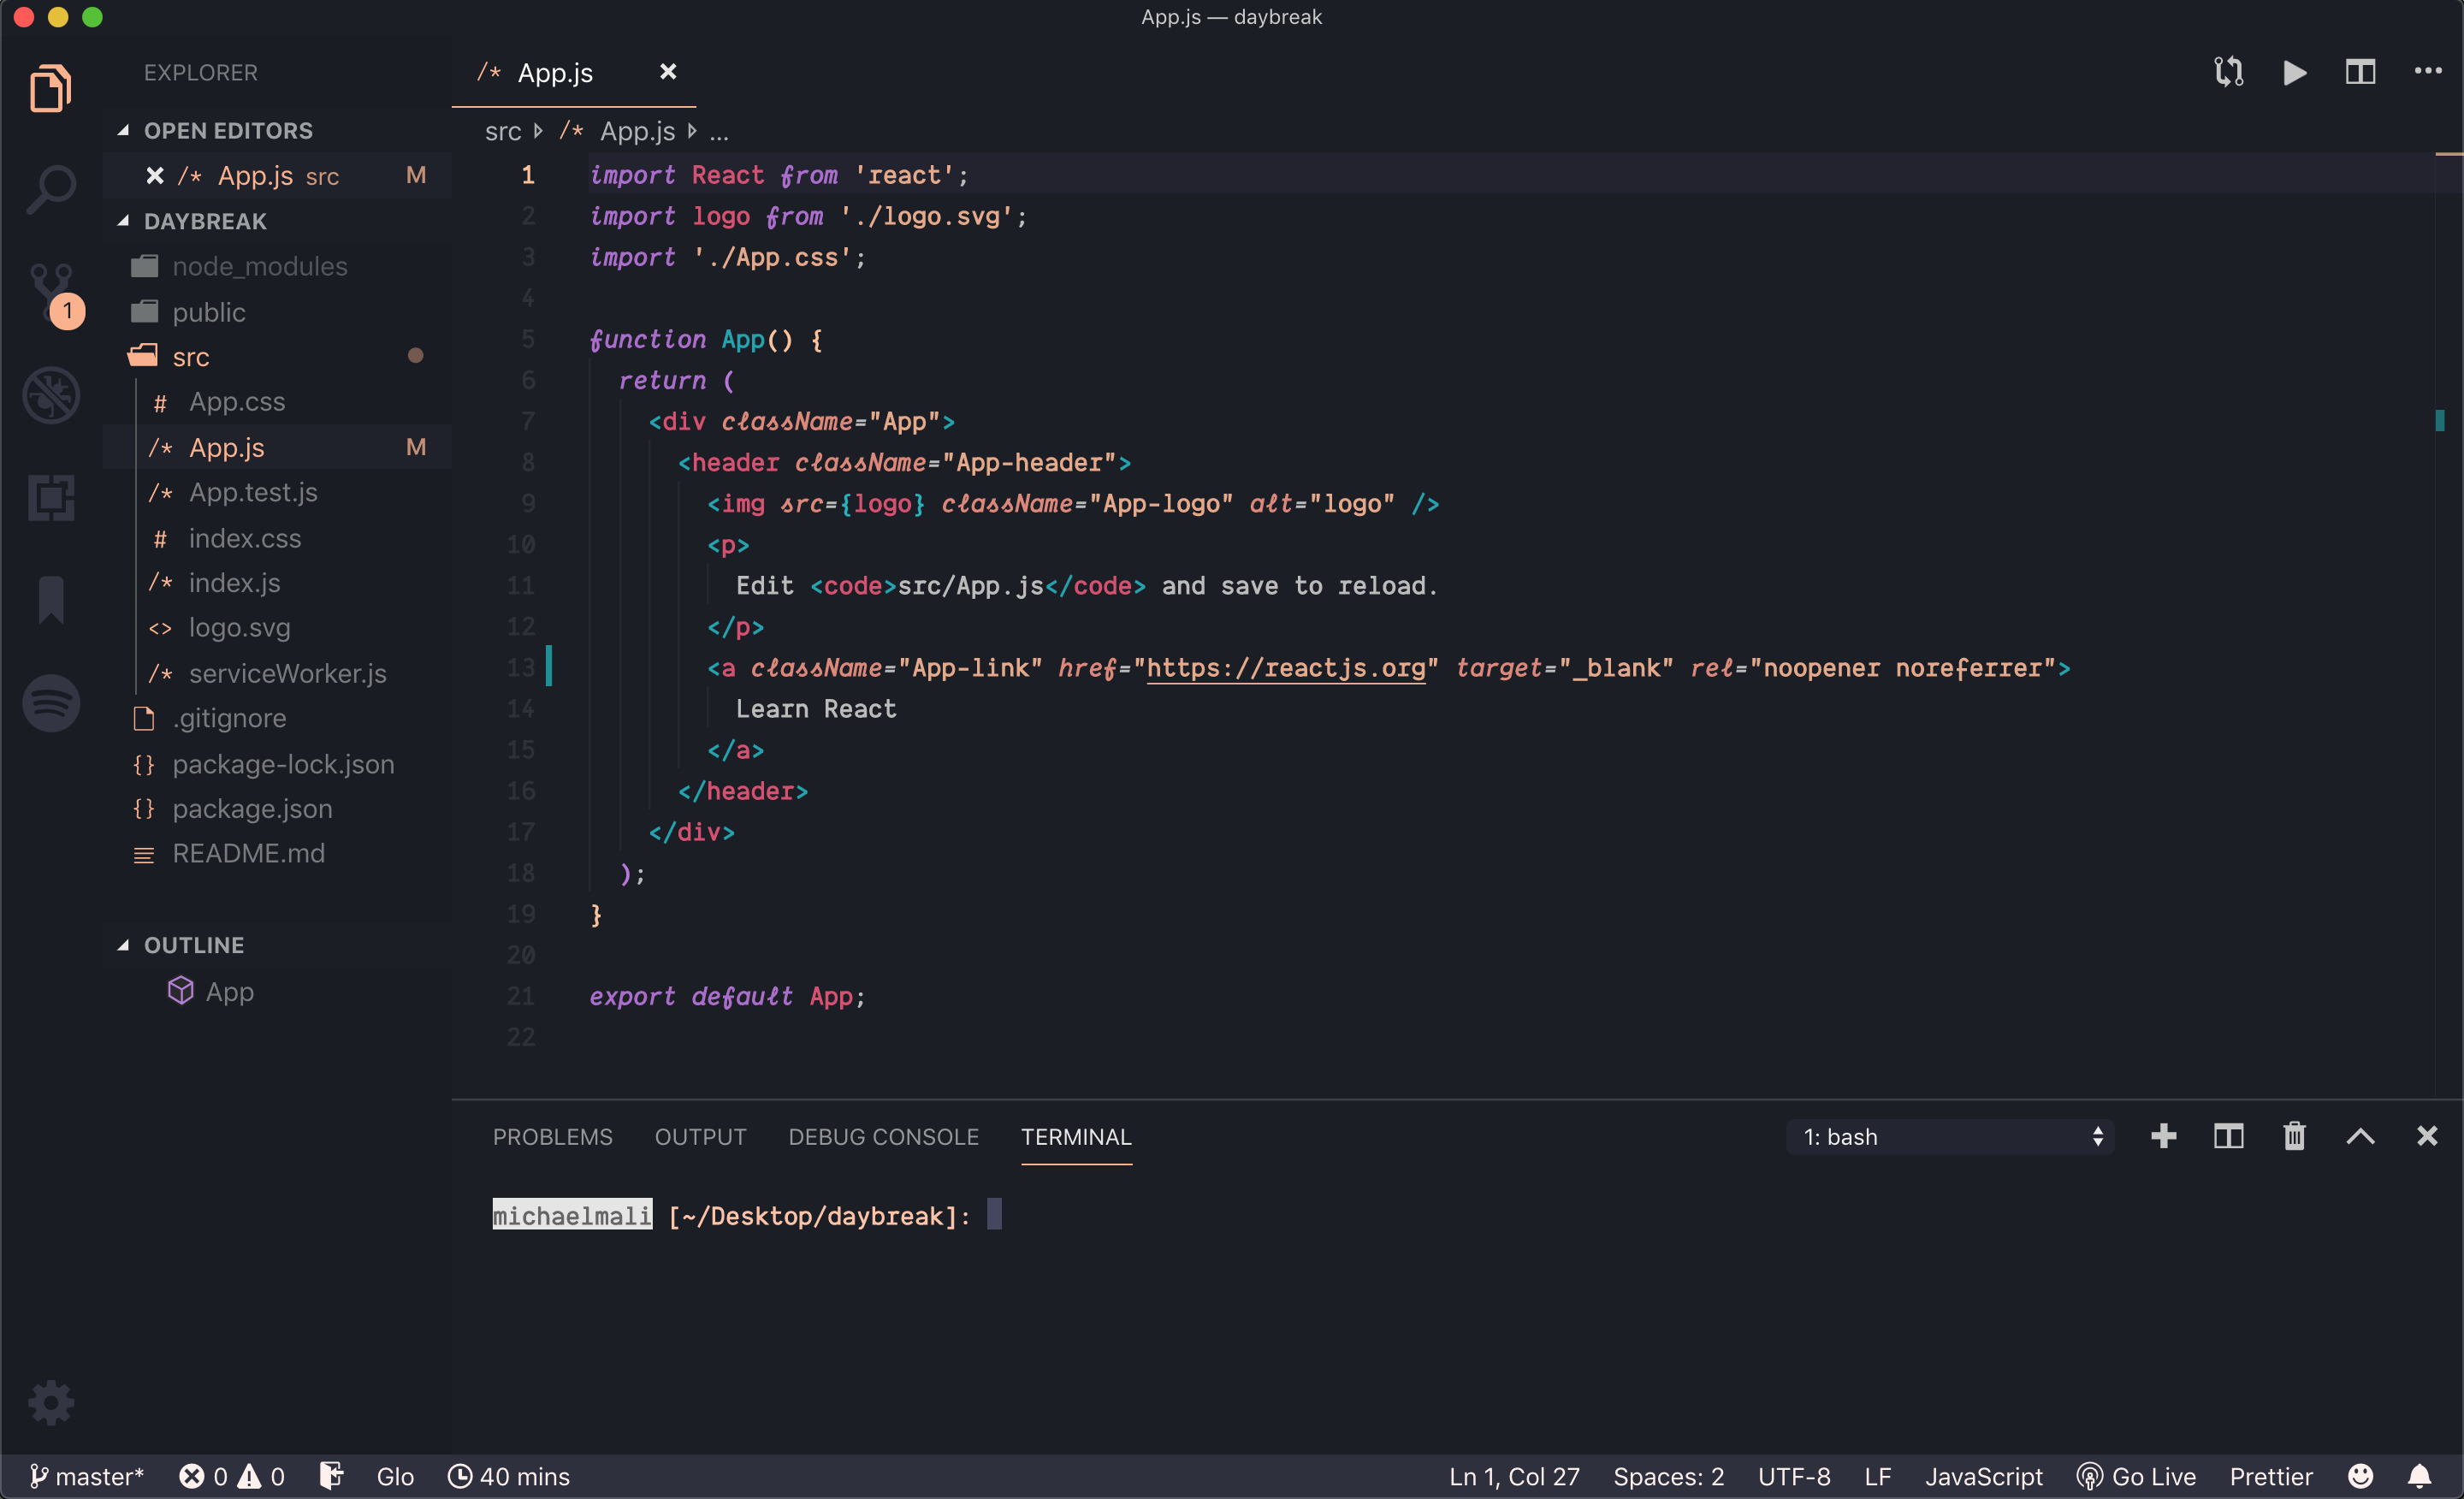 App.js — daybreak
EXPLORER
OPEN EDITORS
/* App.js src M
DAYBREAK
node_modules
public
1
src
# App.css
/* App.js M
/* App.test.js
# index.css
/* index.js
<> logo.svg
/* serviceWorker.js
.gitignore
{} package-lock.json
{} package.json
README.md
OUTLINE
App
/* App.js
src /* App.js ...
1 import React from 'react';
2 import logo from './logo.svg';
3 import './App.css';
4
5 function App() {
6 return (
7 <div className="App">
8 <header className="App-header">
9 <img src={logo} className="App-logo" alt="logo" />
10 <p>
11 Edit <code>src/App.js</code> and save to reload.
12 </p>
13 <a className="App-link" href="https://reactjs.org" target="_blank" rel="noopener noreferrer">
14 Learn React
15 </a>
16 </header>
17 </div>
18 );
19 }
20
21 export default App;
22
PROBLEMS OUTPUT DEBUG CONSOLE TERMINAL 1: bash
michaelmali [~/Desktop/daybreak]:
master* 0 0 Glo 40 mins Ln 1, Col 27 Spaces: 2 UTF-8 LF JavaScript Go Live Prettier